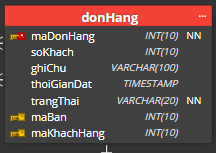 donHang ...
maDonHang INT(10) NN
soKhach INT(10)
ghiChu VARCHAR(100)
thoiGianDat TIMESTAMP
trangThai VARCHAR(20) NN
maBan INT(10)
maKhachHang INT(10)